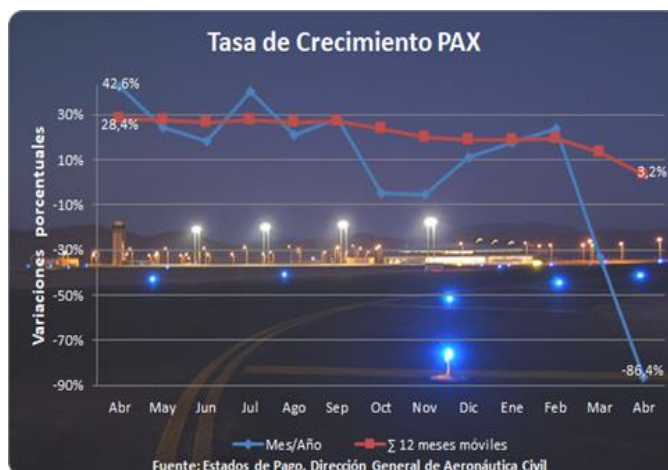 Tasa de Crecimiento PAX
Variaciones porcentuales
42,6%
30%
28,4%
10%
3,2%
-10%
-30%
-50%
-70%
-86,4%
-90%
Abr May Jun Jul Ago Sep Oct Nov Dic Ene Feb Mar Abr
Mes/Año ∑ 12 meses móviles
Fuente: Estados de Pago, Dirección General de Aeronáutica Civil